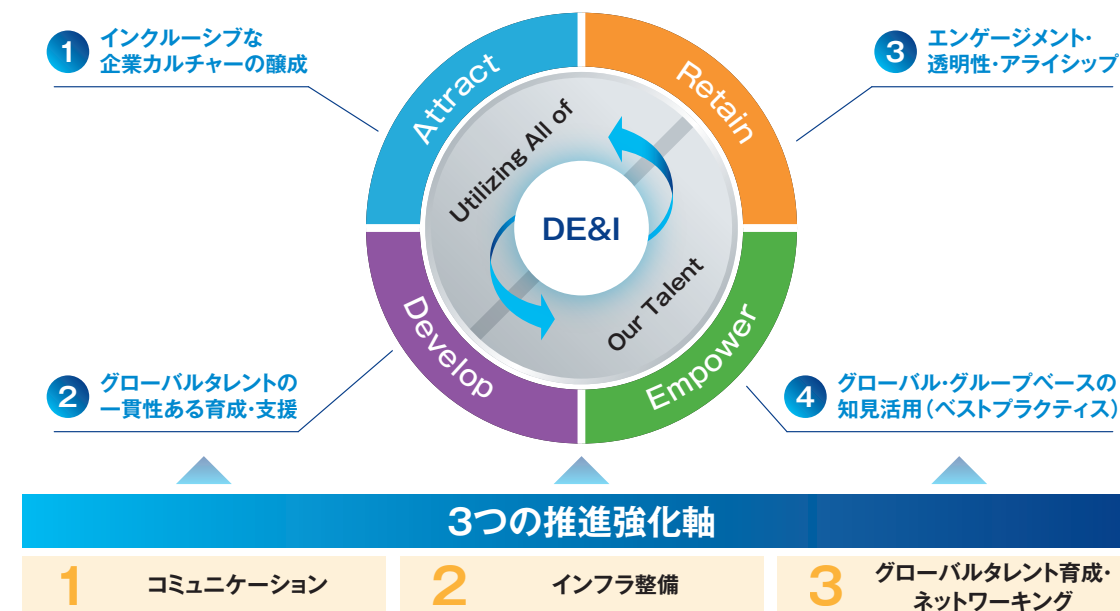 1
インクルーシブな
企業カルチャーの醸成
3
エンゲージメント・
透明性・アライシップ
Attract
Retain
Utilizing All of
DE&I
Our Talent
Develop
Empower
2
グローバルタレントの
一貫性ある育成・支援
4
グローバル・グループベースの
知見活用（ベストプラクティス）
3つの推進強化軸
1
コミュニケーション
2
インフラ整備
3
グローバルタレント育成・
ネットワーキング